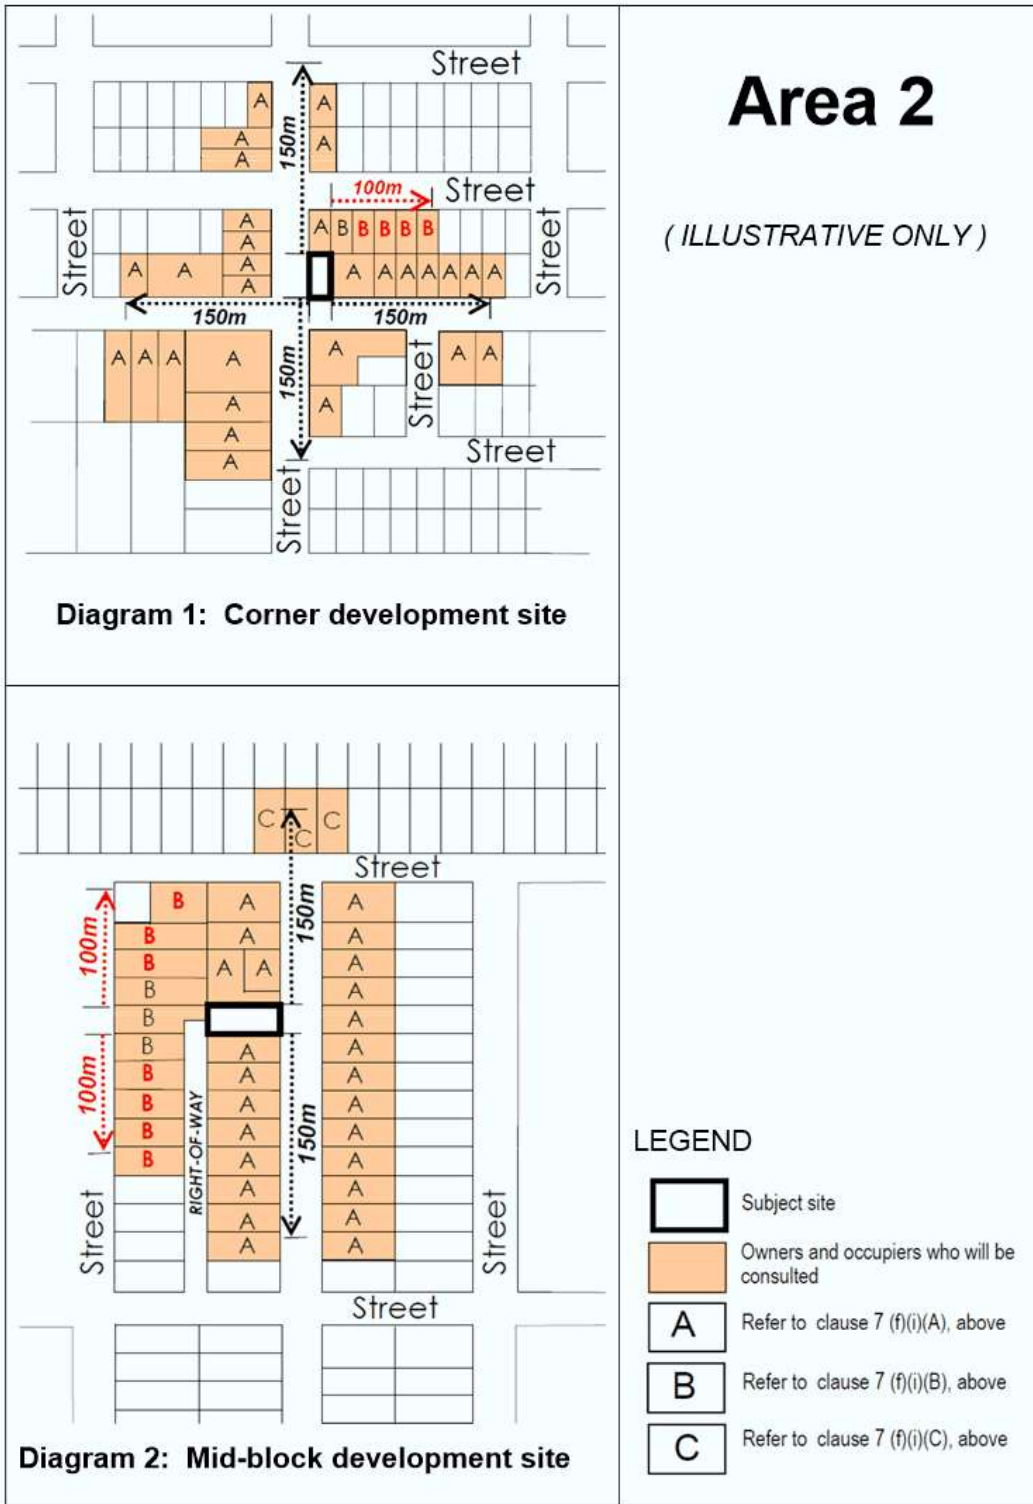 Area 2
( ILLUSTRATIVE ONLY )
Street
A A
150m
A A
A
100m
Street
Street
Street
A A B B B B B
A
A A A A A A A A A A
A
150m 150m
150m
A A A A A A A
Street
A A
A
Street
A
Street
Diagram 1: Corner development site
C C C
Street
150m
100m
B A A
B A A
B A A A
B A
B A
100m
150m
RIGHT-OF-WAY
B A A
B A A
B A A
B A A
B A A
A A
A A
A A
Street
Street
Street
Diagram 2: Mid-block development site
LEGEND
Subject site
Owners and occupiers who will be
consulted
A Refer to clause 7 (f)(i)(A), above
B Refer to clause 7 (f)(i)(B), above
C Refer to clause 7 (f)(i)(C), above